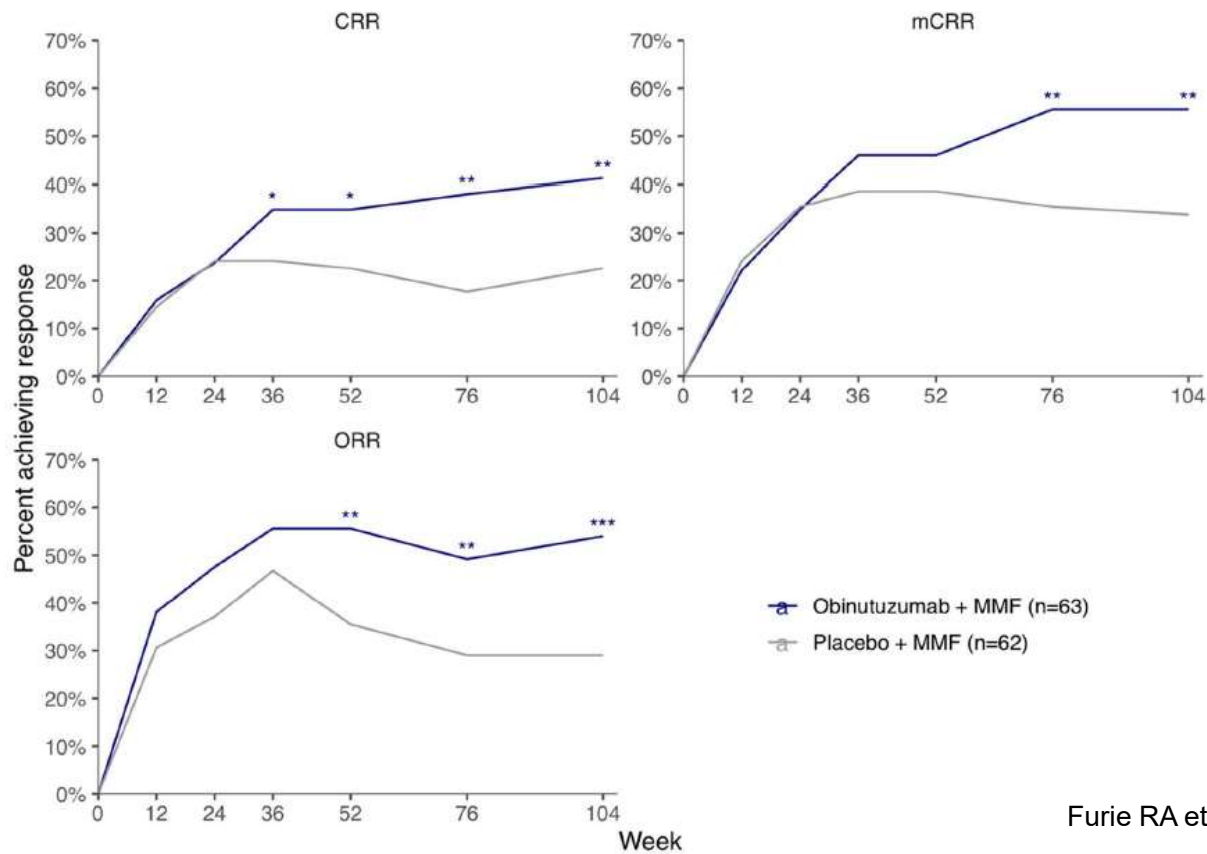 CRR
70%
60%
50%
40%
30%
20%
10%
0%
* * ** **
0 12 24 36 52 76 104
mCRR
70%
60%
50%
40%
30%
20%
10%
0%
** **
0 12 24 36 52 76 104
Percent achieving response
ORR
70%
60%
50%
40%
30%
20%
10%
0%
** ** ***
0 12 24 36 52 76 104
Week
a Obinutuzumab + MMF (n=63)
a Placebo + MMF (n=62)
Furie RA et